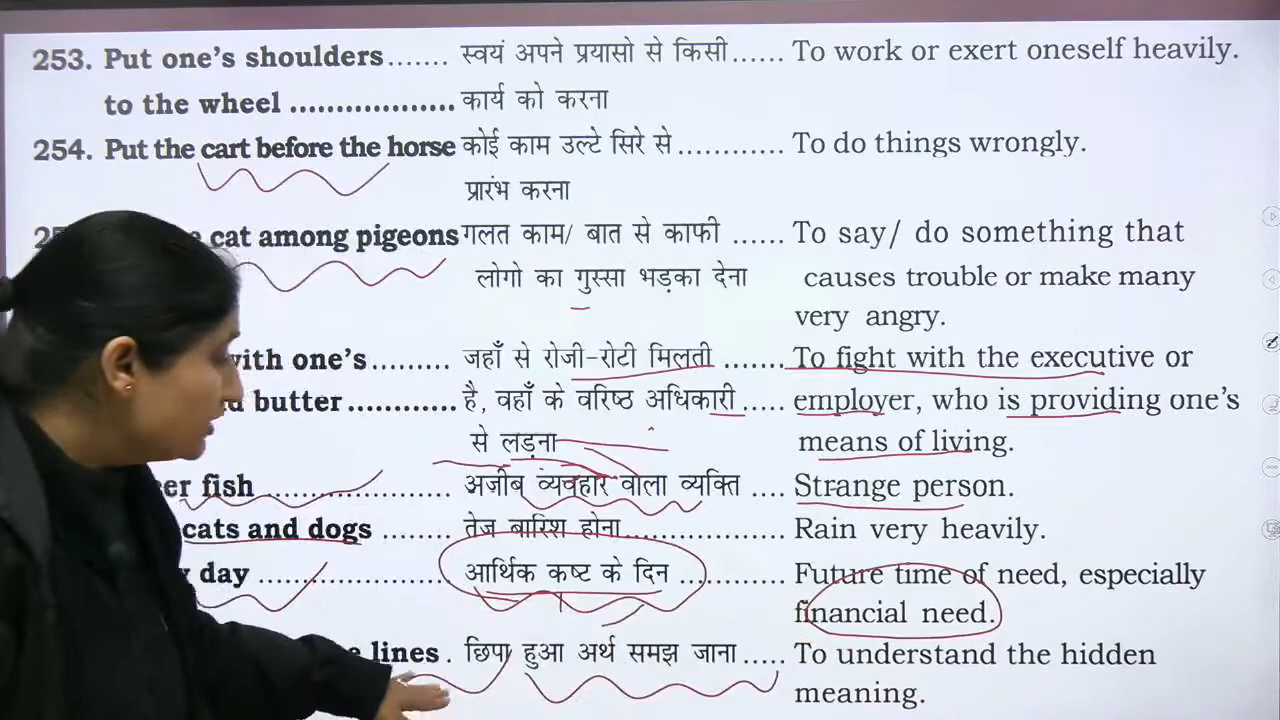 253. Put one's shoulders....... स्वयं अपने प्रयासो से किसी...... To work or exert oneself heavily.
to the wheel .................. कार्य को करना
254. Put the cart before the horse कोई काम उल्टे सिरे से............ To do things wrongly.
प्रारंभ करना
cat among pigeons गलत काम/ बात से काफी ...... To say/ do something that
लोगो का गुस्सा भड़का देना causes trouble or make many
very angry.
with one's......... जहाँ से रोजी-रोटी मिलती ....... To fight with the executive or
butter............ है, वहाँ के वरिष्ठ अधिकारी ..... employer, who is providing one's
से लड़ना means of living.
fish .................... अज़ीब व्यवहार वाला व्यक्ति .... Strange person.
cats and dogs ........ तेज बारिश होना.................. Rain very heavily.
day ..................... आर्थिक कष्ट के दिन ............ Future time of need, especially
financial need.
lines . छिपा हुआ अर्थ समझ जाना ..... To understand the hidden
meaning.